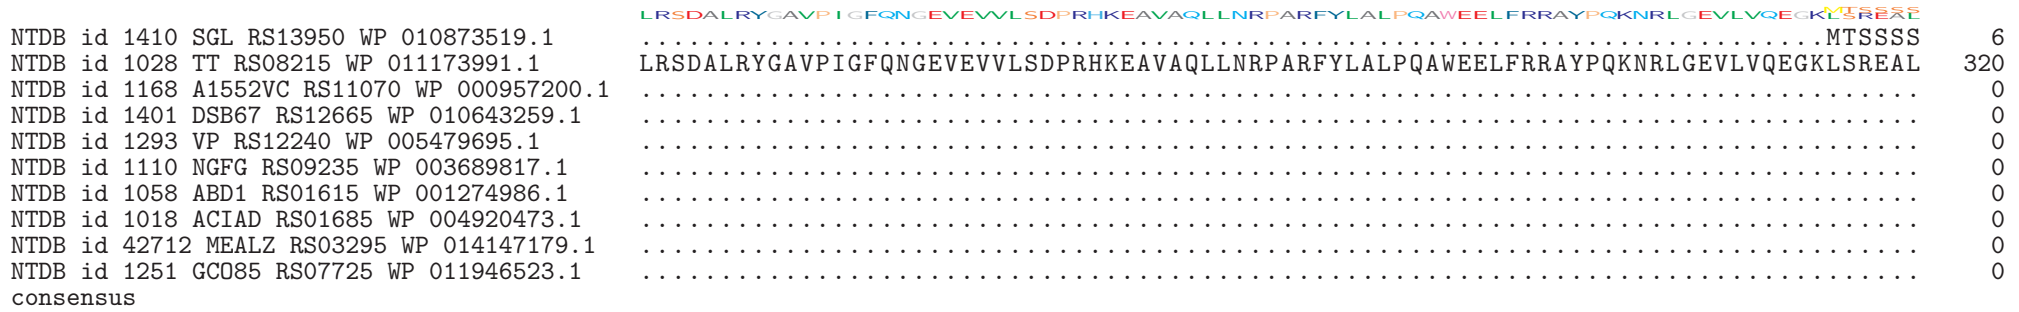 MTSSSS
LRSDALRYGAVPIGFQNGEVEVVLSDPRHKEAVAQLLNRPARFYLALPQAWEELFRRAYPQKNRLGEVLVQEGKLSREAL
NTDB id 1410 SGL RS13950 WP 010873519.1 ..........................................................................MTSSSS 6
NTDB id 1028 TT RS08215 WP 011173991.1 LRSDALRYGAVPIGFQNGEVEVVLSDPRHKEAVAQLLNRPARFYLALPQAWEELFRRAYPQKNRLGEVLVQEGKLSREAL 320
NTDB id 1168 A1552VC RS11070 WP 000957200.1 ................................................................................ 0
NTDB id 1401 DSB67 RS12665 WP 010643259.1 ................................................................................ 0
NTDB id 1293 VP RS12240 WP 005479695.1 ................................................................................ 0
NTDB id 1110 NGFG RS09235 WP 003689817.1 ................................................................................ 0
NTDB id 1058 ABD1 RS01615 WP 001274986.1 ................................................................................ 0
NTDB id 1018 ACIAD RS01685 WP 004920473.1 ................................................................................ 0
NTDB id 42712 MEALZ RS03295 WP 014147179.1 ................................................................................ 0
NTDB id 1251 GCO85 RS07725 WP 011946523.1 ................................................................................ 0
consensus